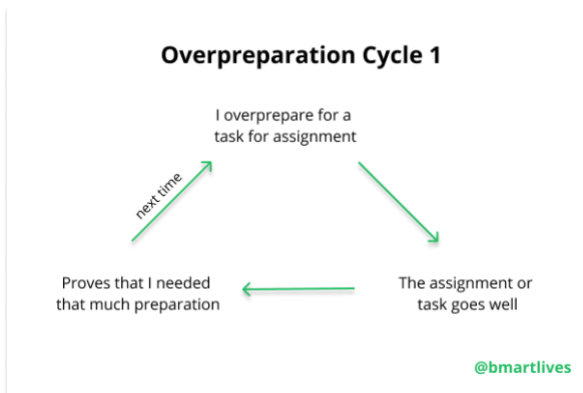 Overpreparation Cycle 1
I overprepare for a
task for assignment
next time
Proves that I needed
that much preparation
The assignment or
task goes well
@bmartlives